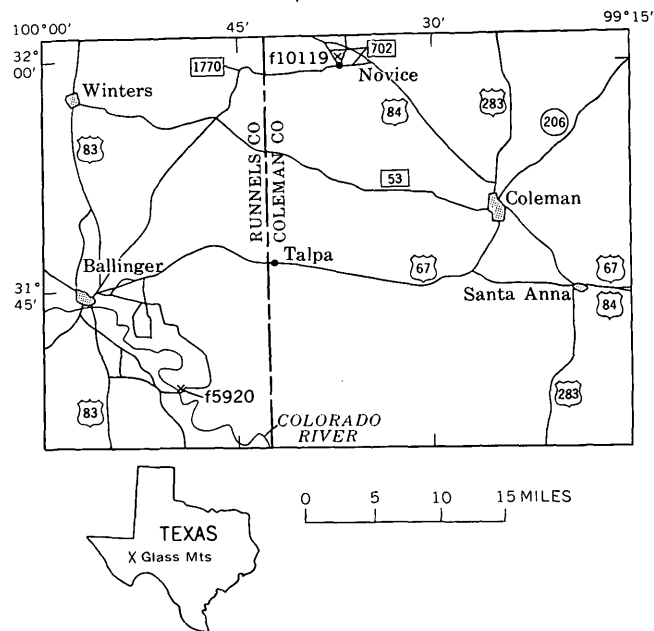 100°00'
45'
30'
99°15'
32°
00'
1770
f10119
702
Novice
Winters
283
84
206
83
RUNNELS CO
COLEMAN CO
53
Coleman
Talpa
Ballinger
67
67
Santa Anna
84
31°
45'
f5920
283
83
COLORADO
RIVER
0 5 10 15 MILES
TEXAS
X Glass Mts